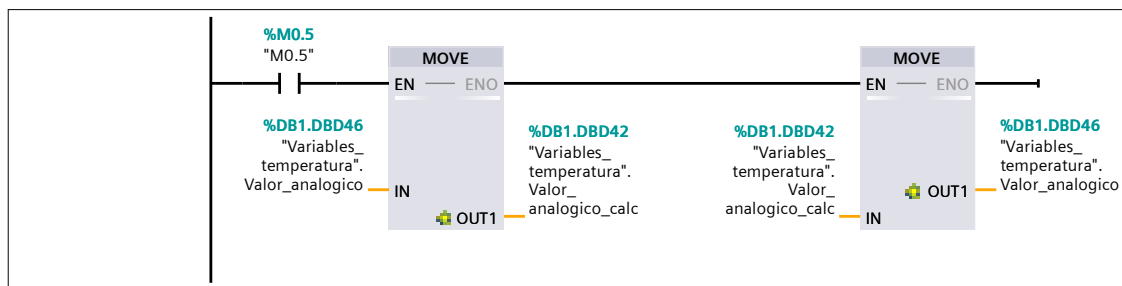 %M0.5
"M0.5"
MOVE
EN
ENO
%DB1.DBD46
"Variables_
temperatura".
Valor_analogico
IN
OUT1
%DB1.DBD42
"Variables_
temperatura".
Valor_
analogico_calc
MOVE
EN
ENO
%DB1.DBD42
"Variables_
temperatura".
Valor_
analogico_calc
IN
OUT1
%DB1.DBD46
"Variables_
temperatura".
Valor_analogico